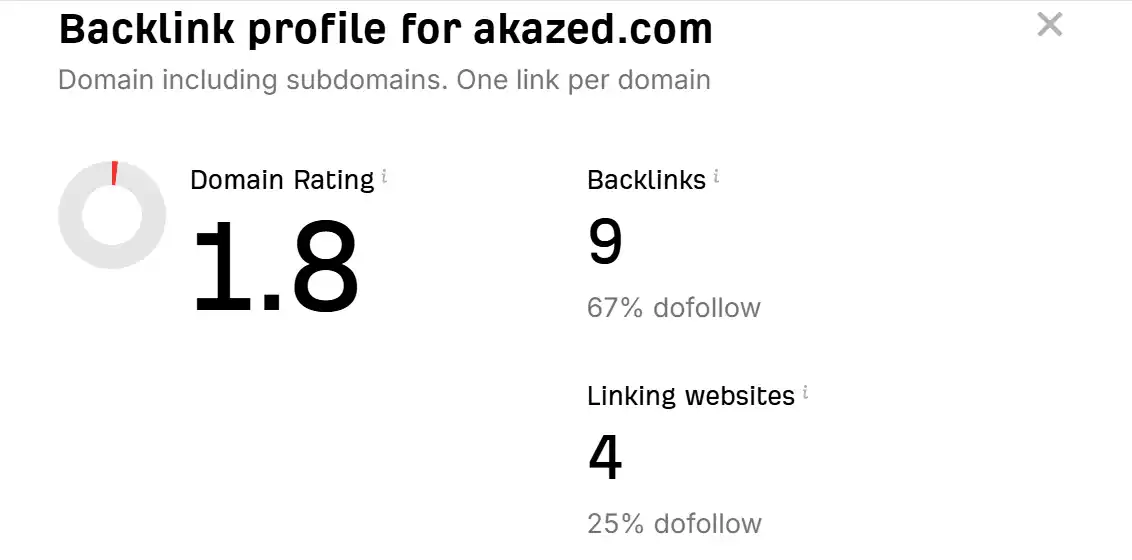 Backlink profile for akazed.com
Domain including subdomains. One link per domain
Domain Rating i
1.8
Backlinks i
9
67% dofollow
Linking websites i
4
25% dofollow